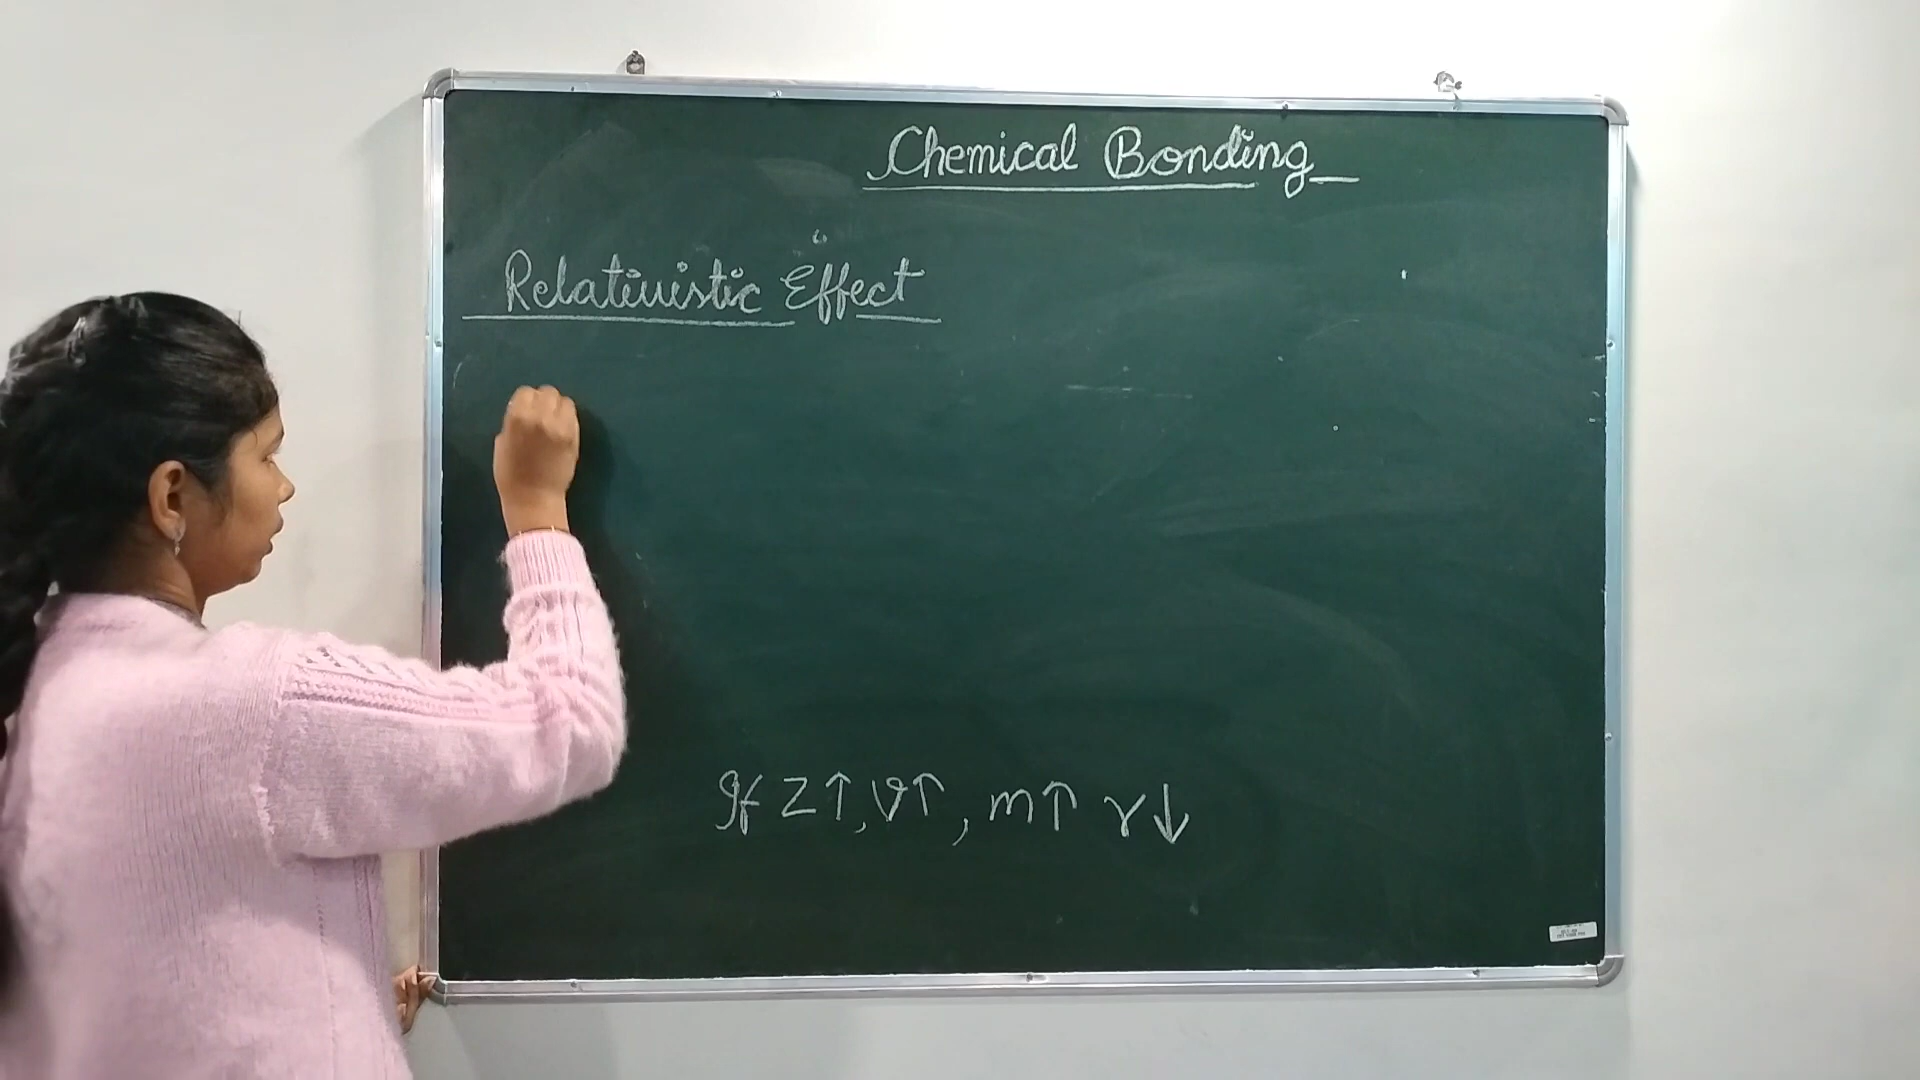 Chemical Bonding
Relativistic Effect
If Z↑, v↑, m↑ r↓